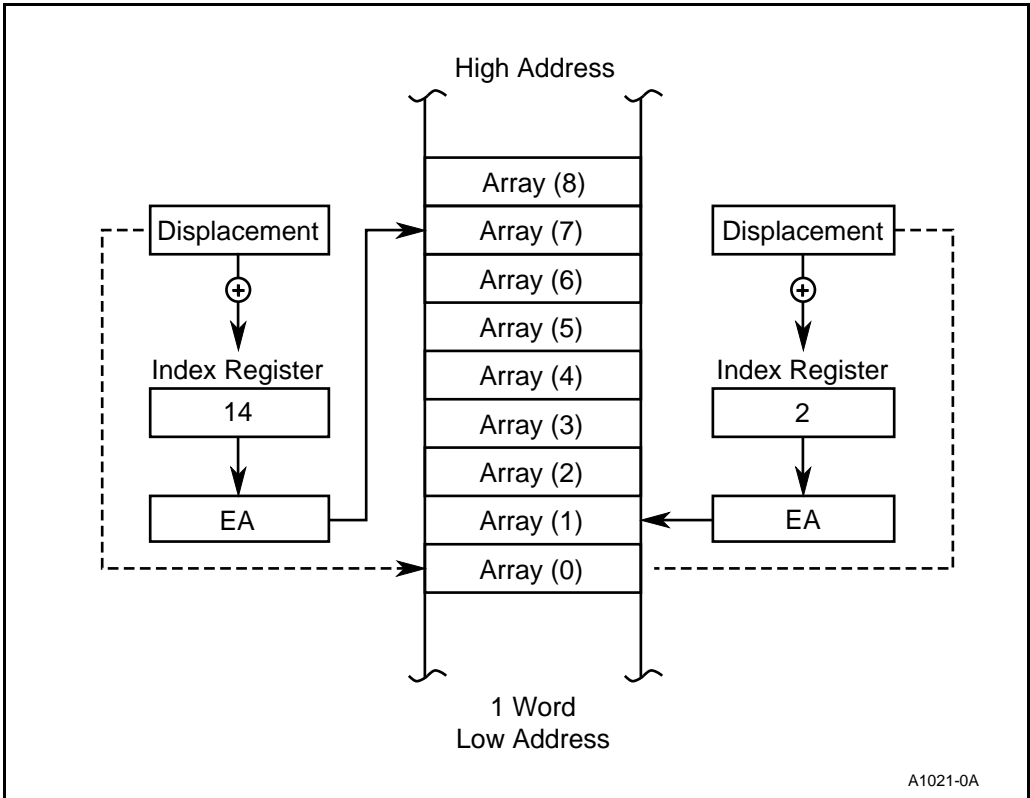 High Address
Array (8)
Displacement
Array (7)
Displacement
+
Array (6)
+
Array (5)
Index Register
Array (4)
Index Register
14
Array (3)
2
Array (2)
EA
Array (1)
EA
Array (0)
1 Word
Low Address
A1021-0A